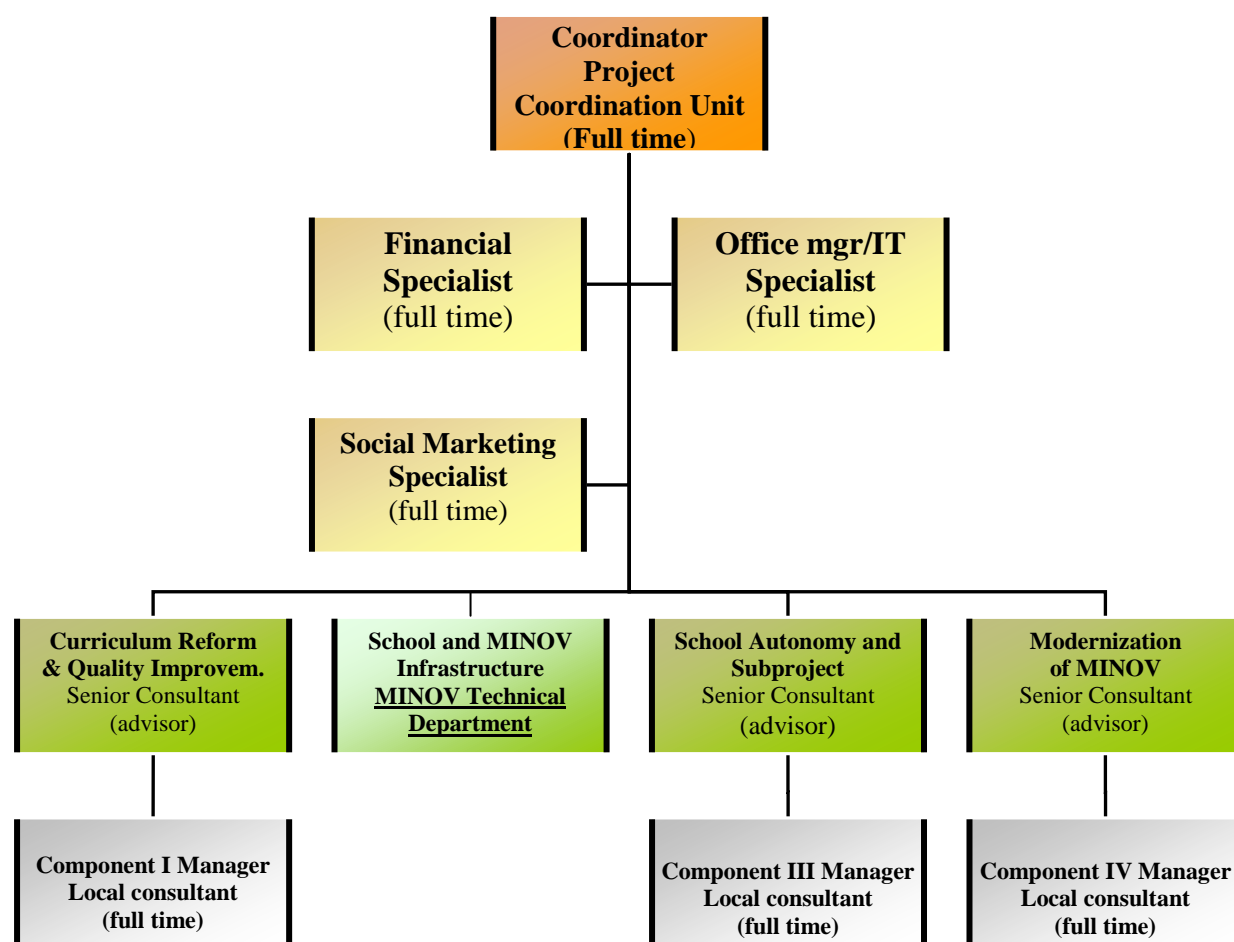 Coordinator
Project
Coordination Unit
(Full time)
Financial
Specialist
(full time)
Office mgr/IT
Specialist
(full time)
Social Marketing
Specialist
(full time)
Curriculum Reform
& Quality Improvem.
Senior Consultant
(advisor)
School and MINOV
Infrastructure
MINOV Technical
Department
School Autonomy and
Subproject
Senior Consultant
(advisor)
Modernization
of MINOV
Senior Consultant
(advisor)
Component I Manager
Local consultant
(full time)
Component III Manager
Local consultant
(full time)
Component IV Manager
Local consultant
(full time)